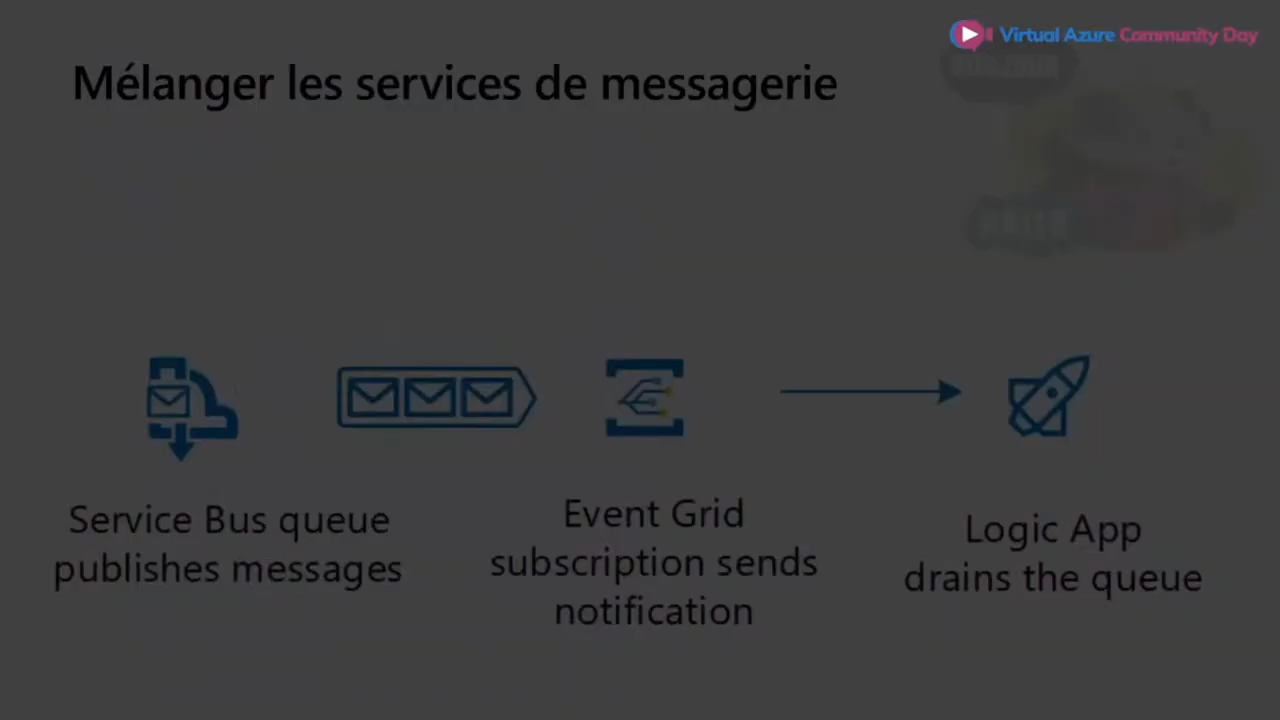 Virtual Azure Community Day
Mélanger les services de messagerie
Service Bus queue
publishes messages
Event Grid
subscription sends
notification
Logic App
drains the queue